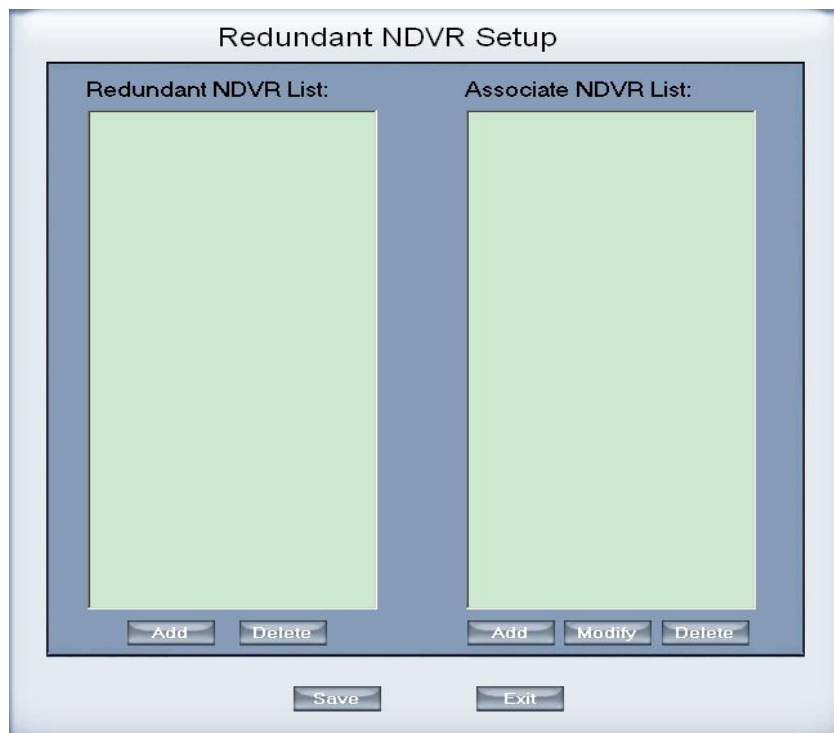 Redundant NDVR Setup
Redundant NDVR List:
Associate NDVR List:
Add Delete
Add Modify Delete
Save Exit